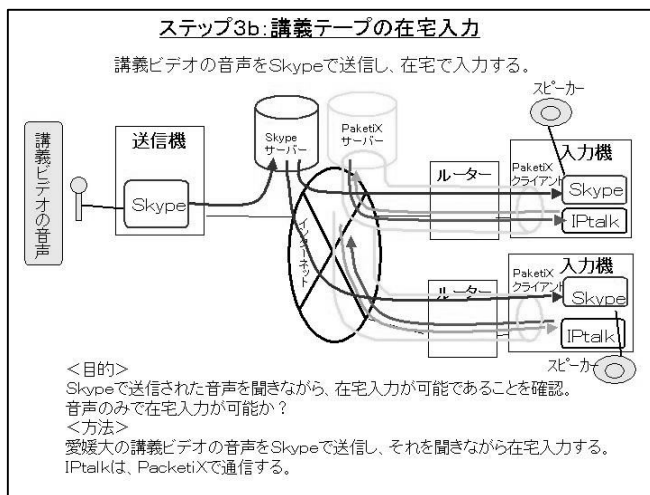 ステップ3b:講義テープの在宅入力
講義ビデオの音声をSkypeで送信し、在宅で入力する。
スピーカー
講義ビデオの音声
送信機
Skype
Skype
サーバー
PaketiX
サーバー
インターネット
ルーター
PaketiX
クライアント
入力機
Skype
IPtalk
ルーター
PaketiX
クライアント
入力機
Skype
IPtalk
スピーカー
<目的>
Skypeで送信された音声を聞きながら、在宅入力が可能であることを確認。
音声のみで在宅入力が可能か?
<方法>
愛媛大の講義ビデオの音声をSkypeで送信し、それを聞きながら在宅入力する。
IPtalkは、PacketiXで通信する。